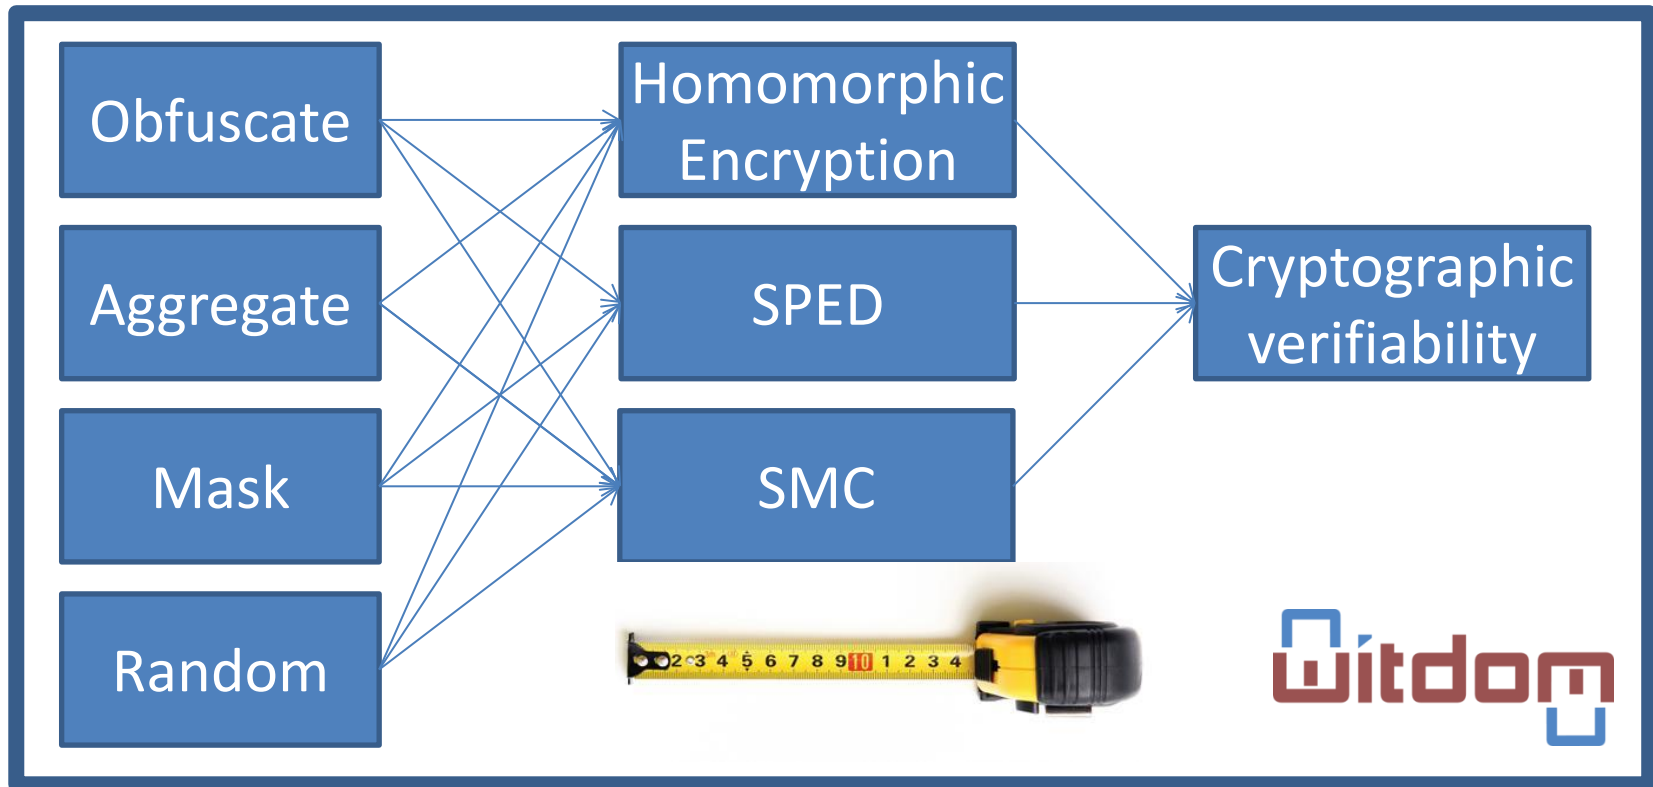 Obfuscate
Aggregate
Mask
Random
Homomorphic
Encryption
SPED
SMC
Cryptographic
verifiability
2 3 4 5 6 7 8 9 10 1 2 3 4
witdom